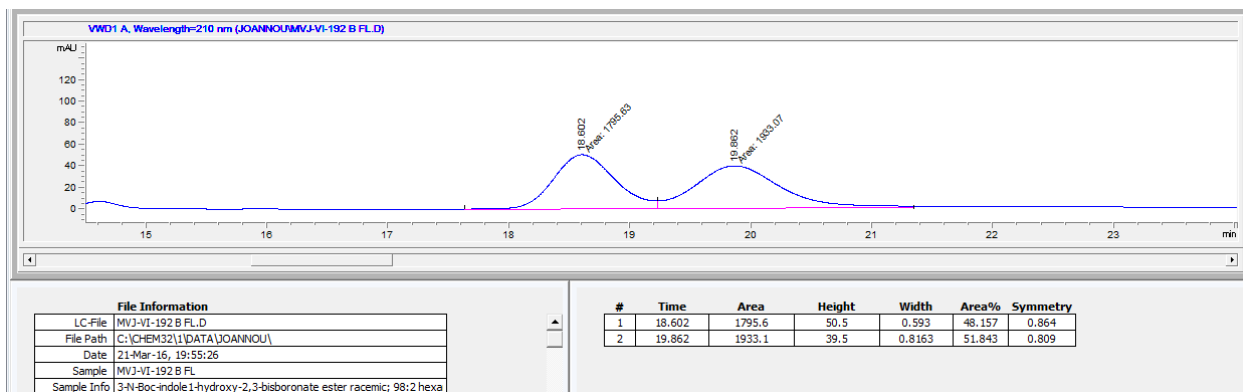 VWD1 A, Wavelength=210 nm (JOANNOU\MVJ-VI-192 B FL.D)
mAU
120
100
80
60
40
20
0
18.602
Area: 1795.63
19.862
Area: 1933.07
15 16 17 18 19 20 21 22 23 min
File Information
LC-File MVJ-VI-192 B FL.D
File Path C:\CHEM32\1\DATA\JOANNOU\
Date 21-Mar-16, 19:55:26
Sample MVJ-VI-192 B FL
Sample Info 3-N-Boc-indole1-hydroxy-2,3-bisboronate ester racemic; 98:2 hexa
# Time Area Height Width Area% Symmetry
1 18.602 1795.6 50.5 0.593 48.157 0.864
2 19.862 1933.1 39.5 0.8163 51.843 0.809